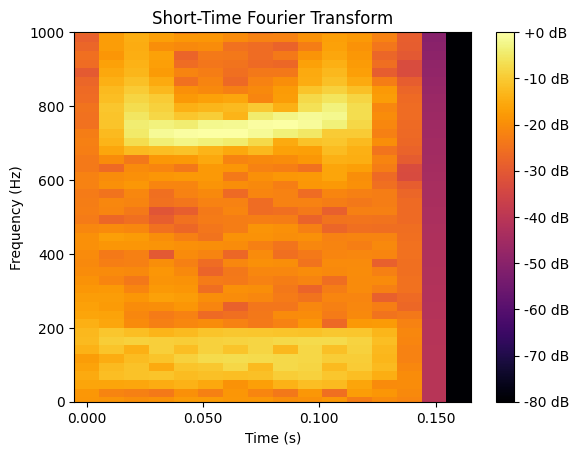 Short-Time Fourier Transform
1000
800
600
400
200
0
Frequency (Hz)
0.000
0.050
0.100
0.150
Time (s)
+0 dB
-10 dB
-20 dB
-30 dB
-40 dB
-50 dB
-60 dB
-70 dB
-80 dB